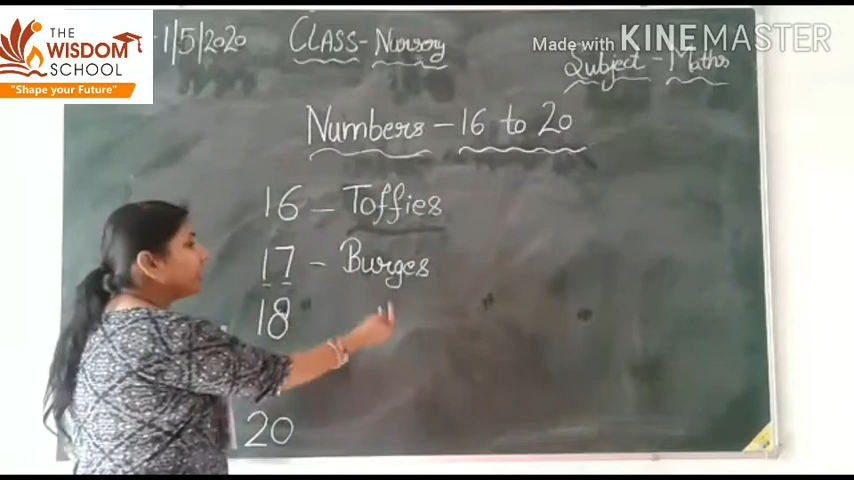 THE
WISDOM
SCHOOL
"Shape your Future"
1/5/2020
CLASS - Nursery
Made with KINEMASTER
Subject - Maths
Numbers - 16 to 20
16 - Toffies
17 - Burges
18
20